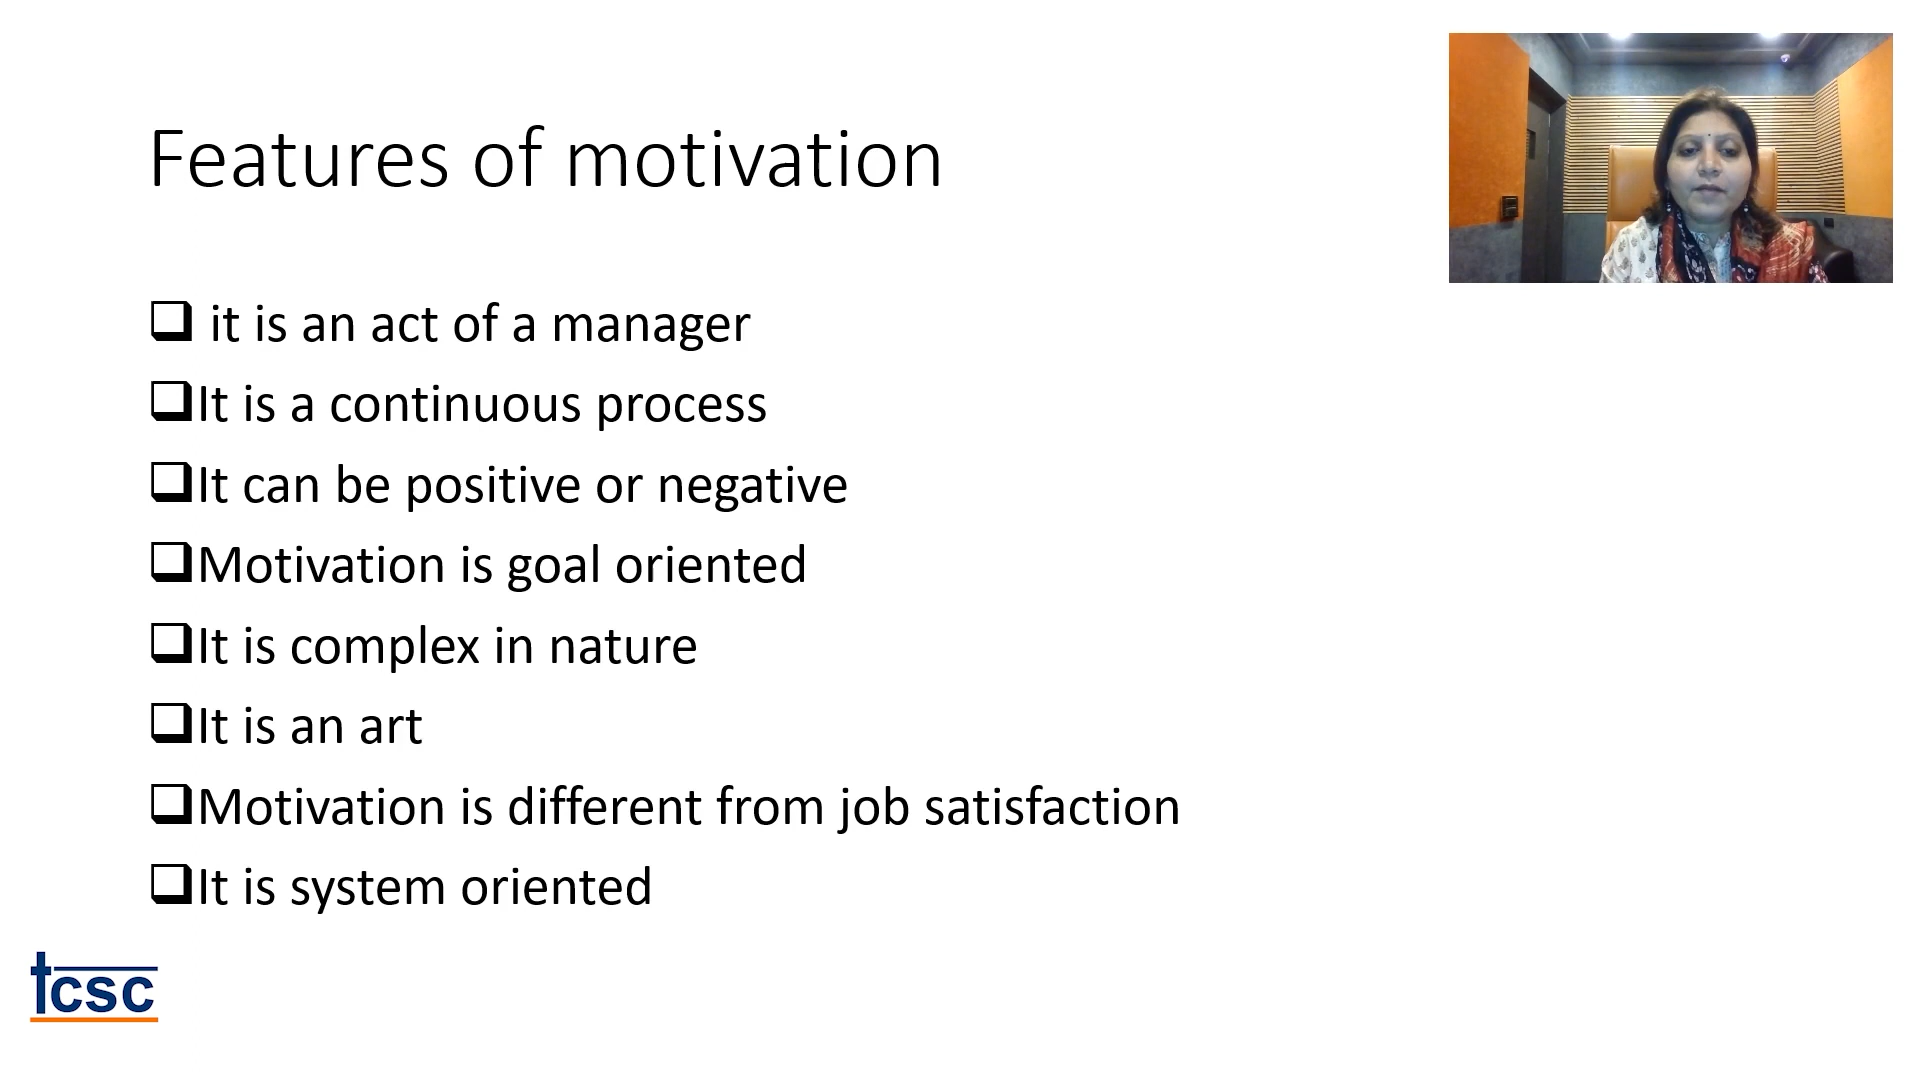 Features of motivation
it is an act of a manager
It is a continuous process
It can be positive or negative
Motivation is goal oriented
It is complex in nature
It is an art
Motivation is different from job satisfaction
It is system oriented
tcsc